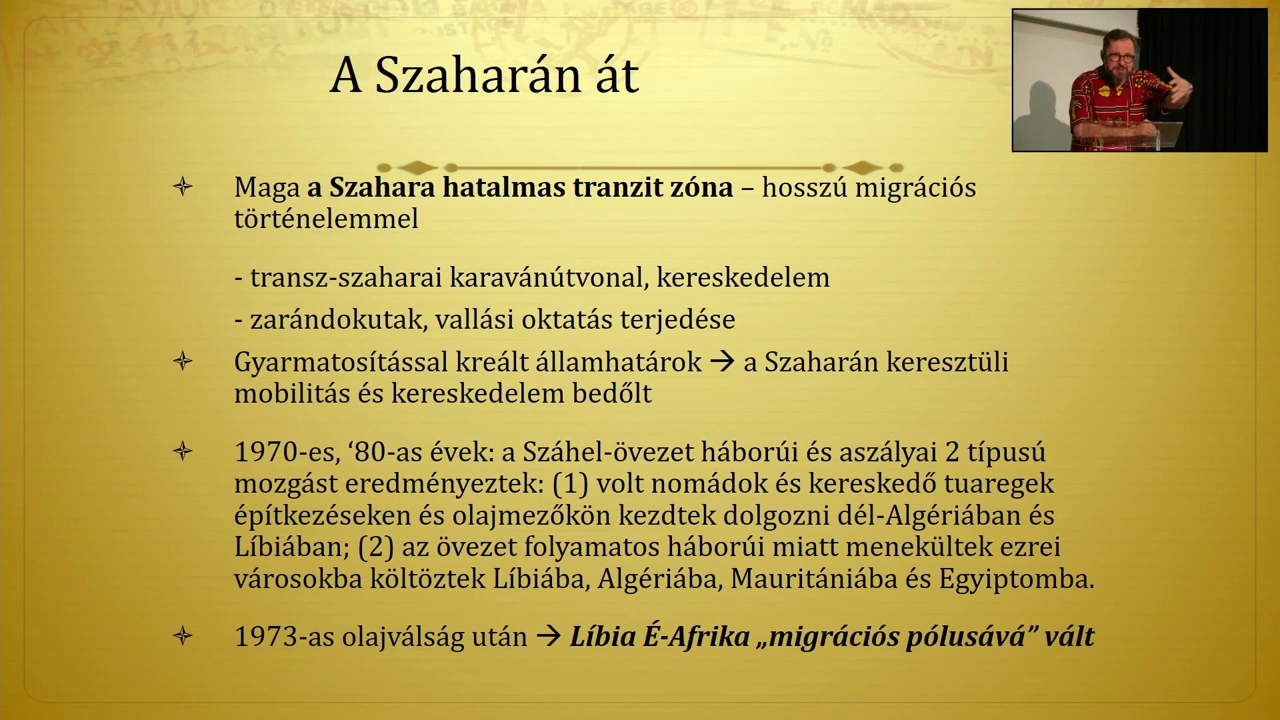 A Szaharán át
Maga a Szahara hatalmas tranzit zóna – hosszú migrációs
történelemmel
- transz-szaharai karavánútvonal, kereskedelem
- zarándokutak, vallási oktatás terjedése
Gyarmatosítással kreált államhatárok → a Szaharán keresztüli
mobilitás és kereskedelem bedőlt
1970-es, ‘80-as évek: a Száhel-övezet háborúi és aszályai 2 típusú
mozgást eredményeztek: (1) volt nomádok és kereskedő tuaregek
építkezéseken és olajmezőkön kezdtek dolgozni dél-Algériában és
Líbiában; (2) az övezet folyamatos háborúi miatt menekültek ezrei
városokba költöztek Líbiába, Algériába, Mauritániába és Egyiptomba.
1973-as olajválság után → Líbia É-Afrika „migrációs pólusává” vált